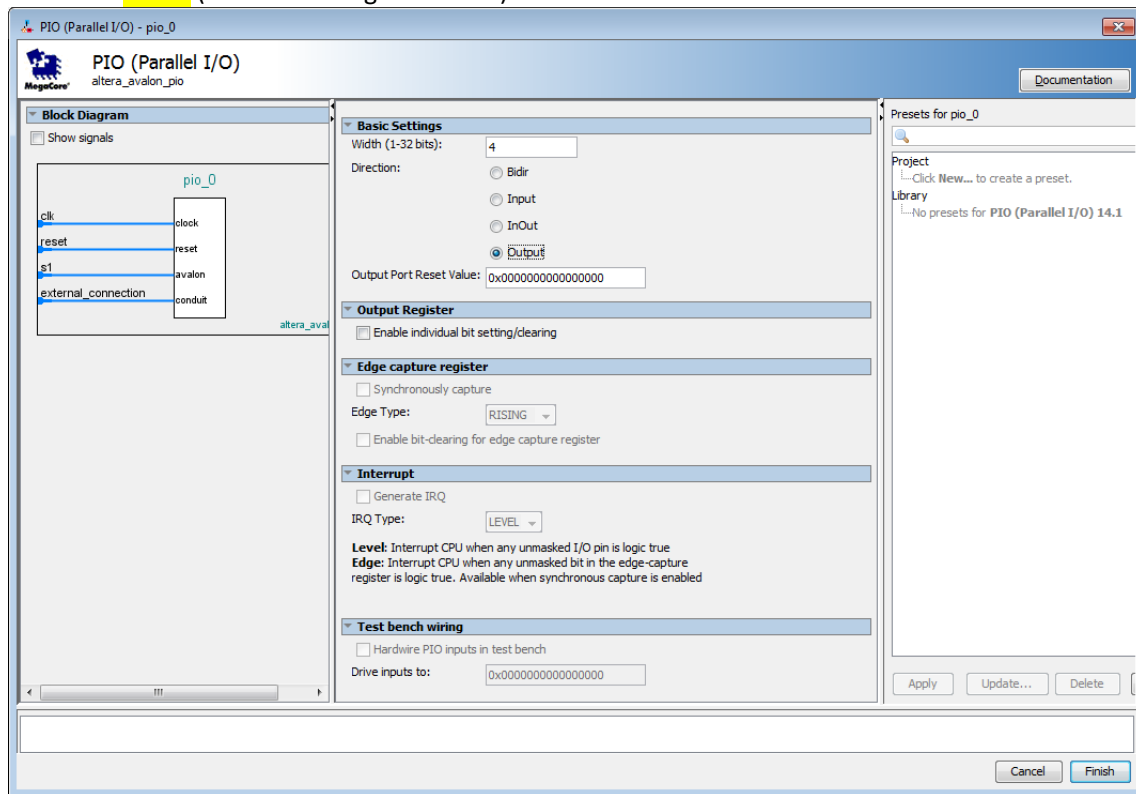 PIO (Parallel I/O) - pio_0
MegaCore®
PIO (Parallel I/O)
altera_avalon_pio
Documentation
Block Diagram
Show signals
pio_0
clk
clock
reset
reset
s1
avalon
external_connection
conduit
altera_aval
Basic Settings
Width (1-32 bits): 4
Direction: Bidir
Input
InOut
Output
Output Port Reset Value: 0x0000000000000000
Output Register
Enable individual bit setting/clearing
Edge capture register
Synchronously capture
Edge Type: RISING
Enable bit-clearing for edge capture register
Interrupt
Generate IRQ
IRQ Type: LEVEL
Level: Interrupt CPU when any unmasked I/O pin is logic true
Edge: Interrupt CPU when any unmasked bit in the edge-capture
register is logic true. Available when synchronous capture is enabled
Test bench wiring
Hardwire PIO inputs in test bench
Drive inputs to: 0x0000000000000000
Presets for pio_0
Project
Click New... to create a preset.
Library
No presets for PIO (Parallel I/O) 14.1
Apply Update... Delete
Cancel Finish